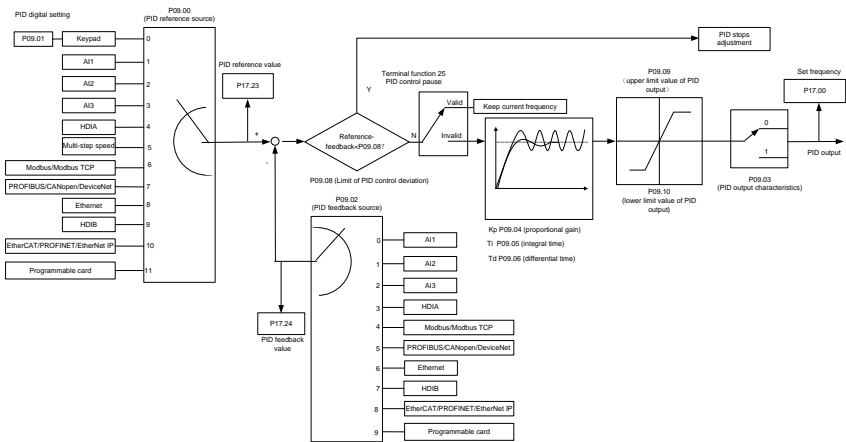 PID digital setting
P09.00
(PID reference source)
P09.01
Keypad
0
AI1
1
AI2
2
AI3
3
HDIA
4
Multi-step speed
5
Modbus/Modbus TCP
6
PROFIBUS/CANopen/DeviceNet
7
Ethernet
8
HDIB
9
EtherCAT/PROFINET/EtherNet IP
10
Programmable card
11
PID reference value
P17.23
+
-
P17.24
PID feedback
value
Reference-
feedback<P09.08?
Y
N
P09.08 (Limit of PID control deviation)
PID stops
adjustment
Terminal function 25
PID control pause
Valid
Invalid
Keep current frequency
Kp P09.04 (proportional gain)
Ti P09.05 (integral time)
Td P09.06 (differential time)
P09.09
(upper limit value of PID
output)
P09.10
(lower limit value of PID
output)
0
1
P09.03
(PID output characteristics)
Set frequency
P17.00
PID output
P09.02
(PID feedback source)
0
AI1
1
AI2
2
AI3
3
HDIA
4
Modbus/Modbus TCP
5
PROFIBUS/CANopen/DeviceNet
6
Ethernet
7
HDIB
8
EtherCAT/PROFINET/EtherNet IP
9
Programmable card